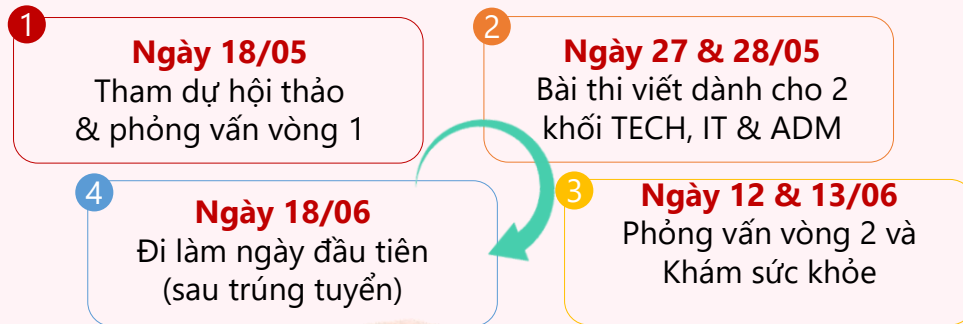 1
Ngày 18/05
Tham dự hội thảo
& phỏng vấn vòng 1
2
Ngày 27 & 28/05
Bài thi viết dành cho 2
khối TECH, IT & ADM
3
Ngày 12 & 13/06
Phỏng vấn vòng 2 và
Khám sức khỏe
4
Ngày 18/06
Đi làm ngày đầu tiên
(sau trúng tuyển)